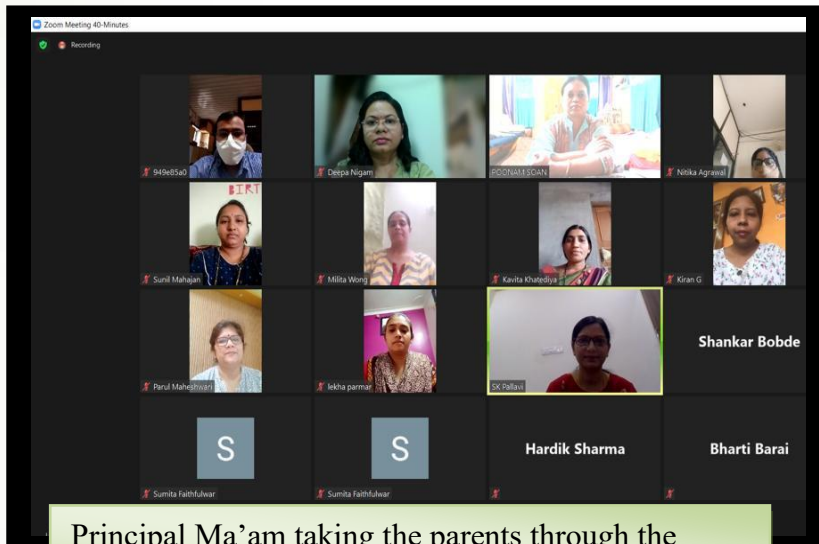 Zoom Meeting 40-Minutes
Recording
949e85a0
Deepa Nigam
POONAM SOAN
Nitika Agrawal
BIRT
Sunil Mahajan
Milita Wong
Kavita Khatediya
Kiran G
Parul Maheshwari
lekha parmar
SK Pallavi
Shankar Bobde
S
S
Hardik Sharma
Bharti Barai
Sumita Faithfulwar
Sumita Faithfulwar
Principal Ma’am taking the parents through the